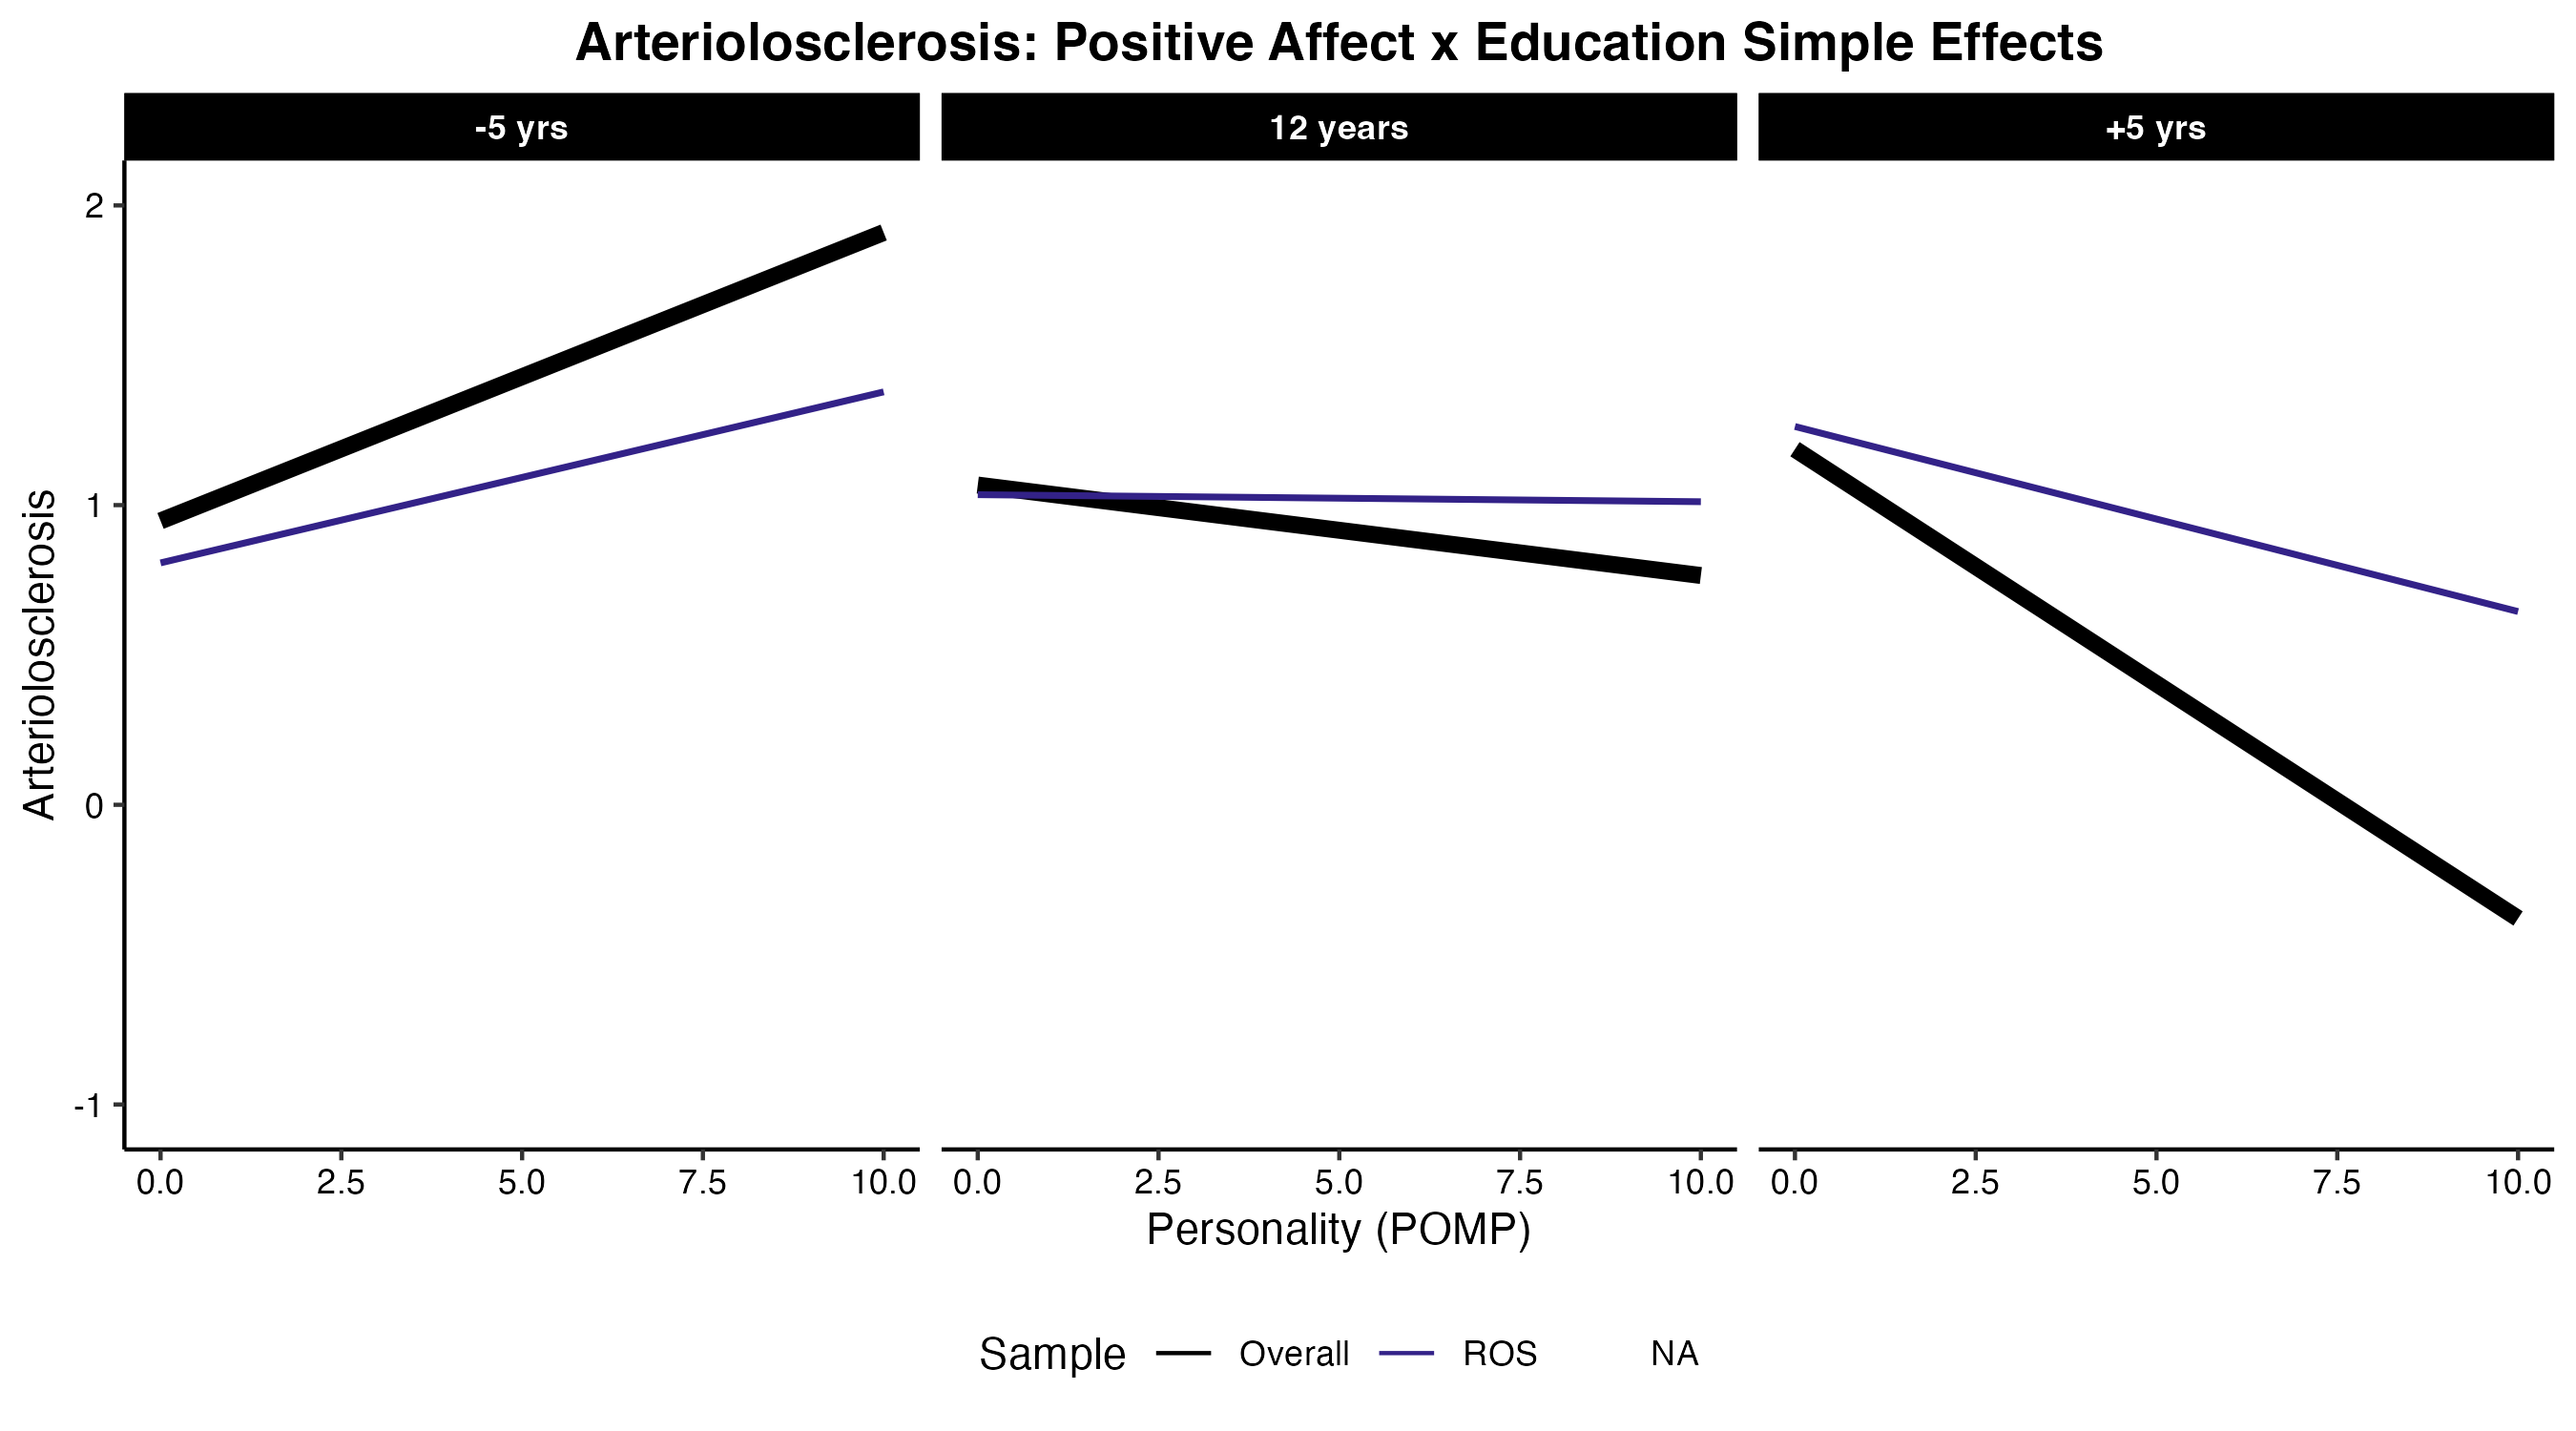 Arteriolosclerosis: Positive Affect x Education Simple Effects
-5 yrs
12 years
+5 yrs
Arteriolosclerosis
2
1
0
-1
0.0 2.5 5.0 7.5 10.0
0.0 2.5 5.0 7.5 10.0
0.0 2.5 5.0 7.5 10.0
Personality (POMP)
Sample Overall ROS NA